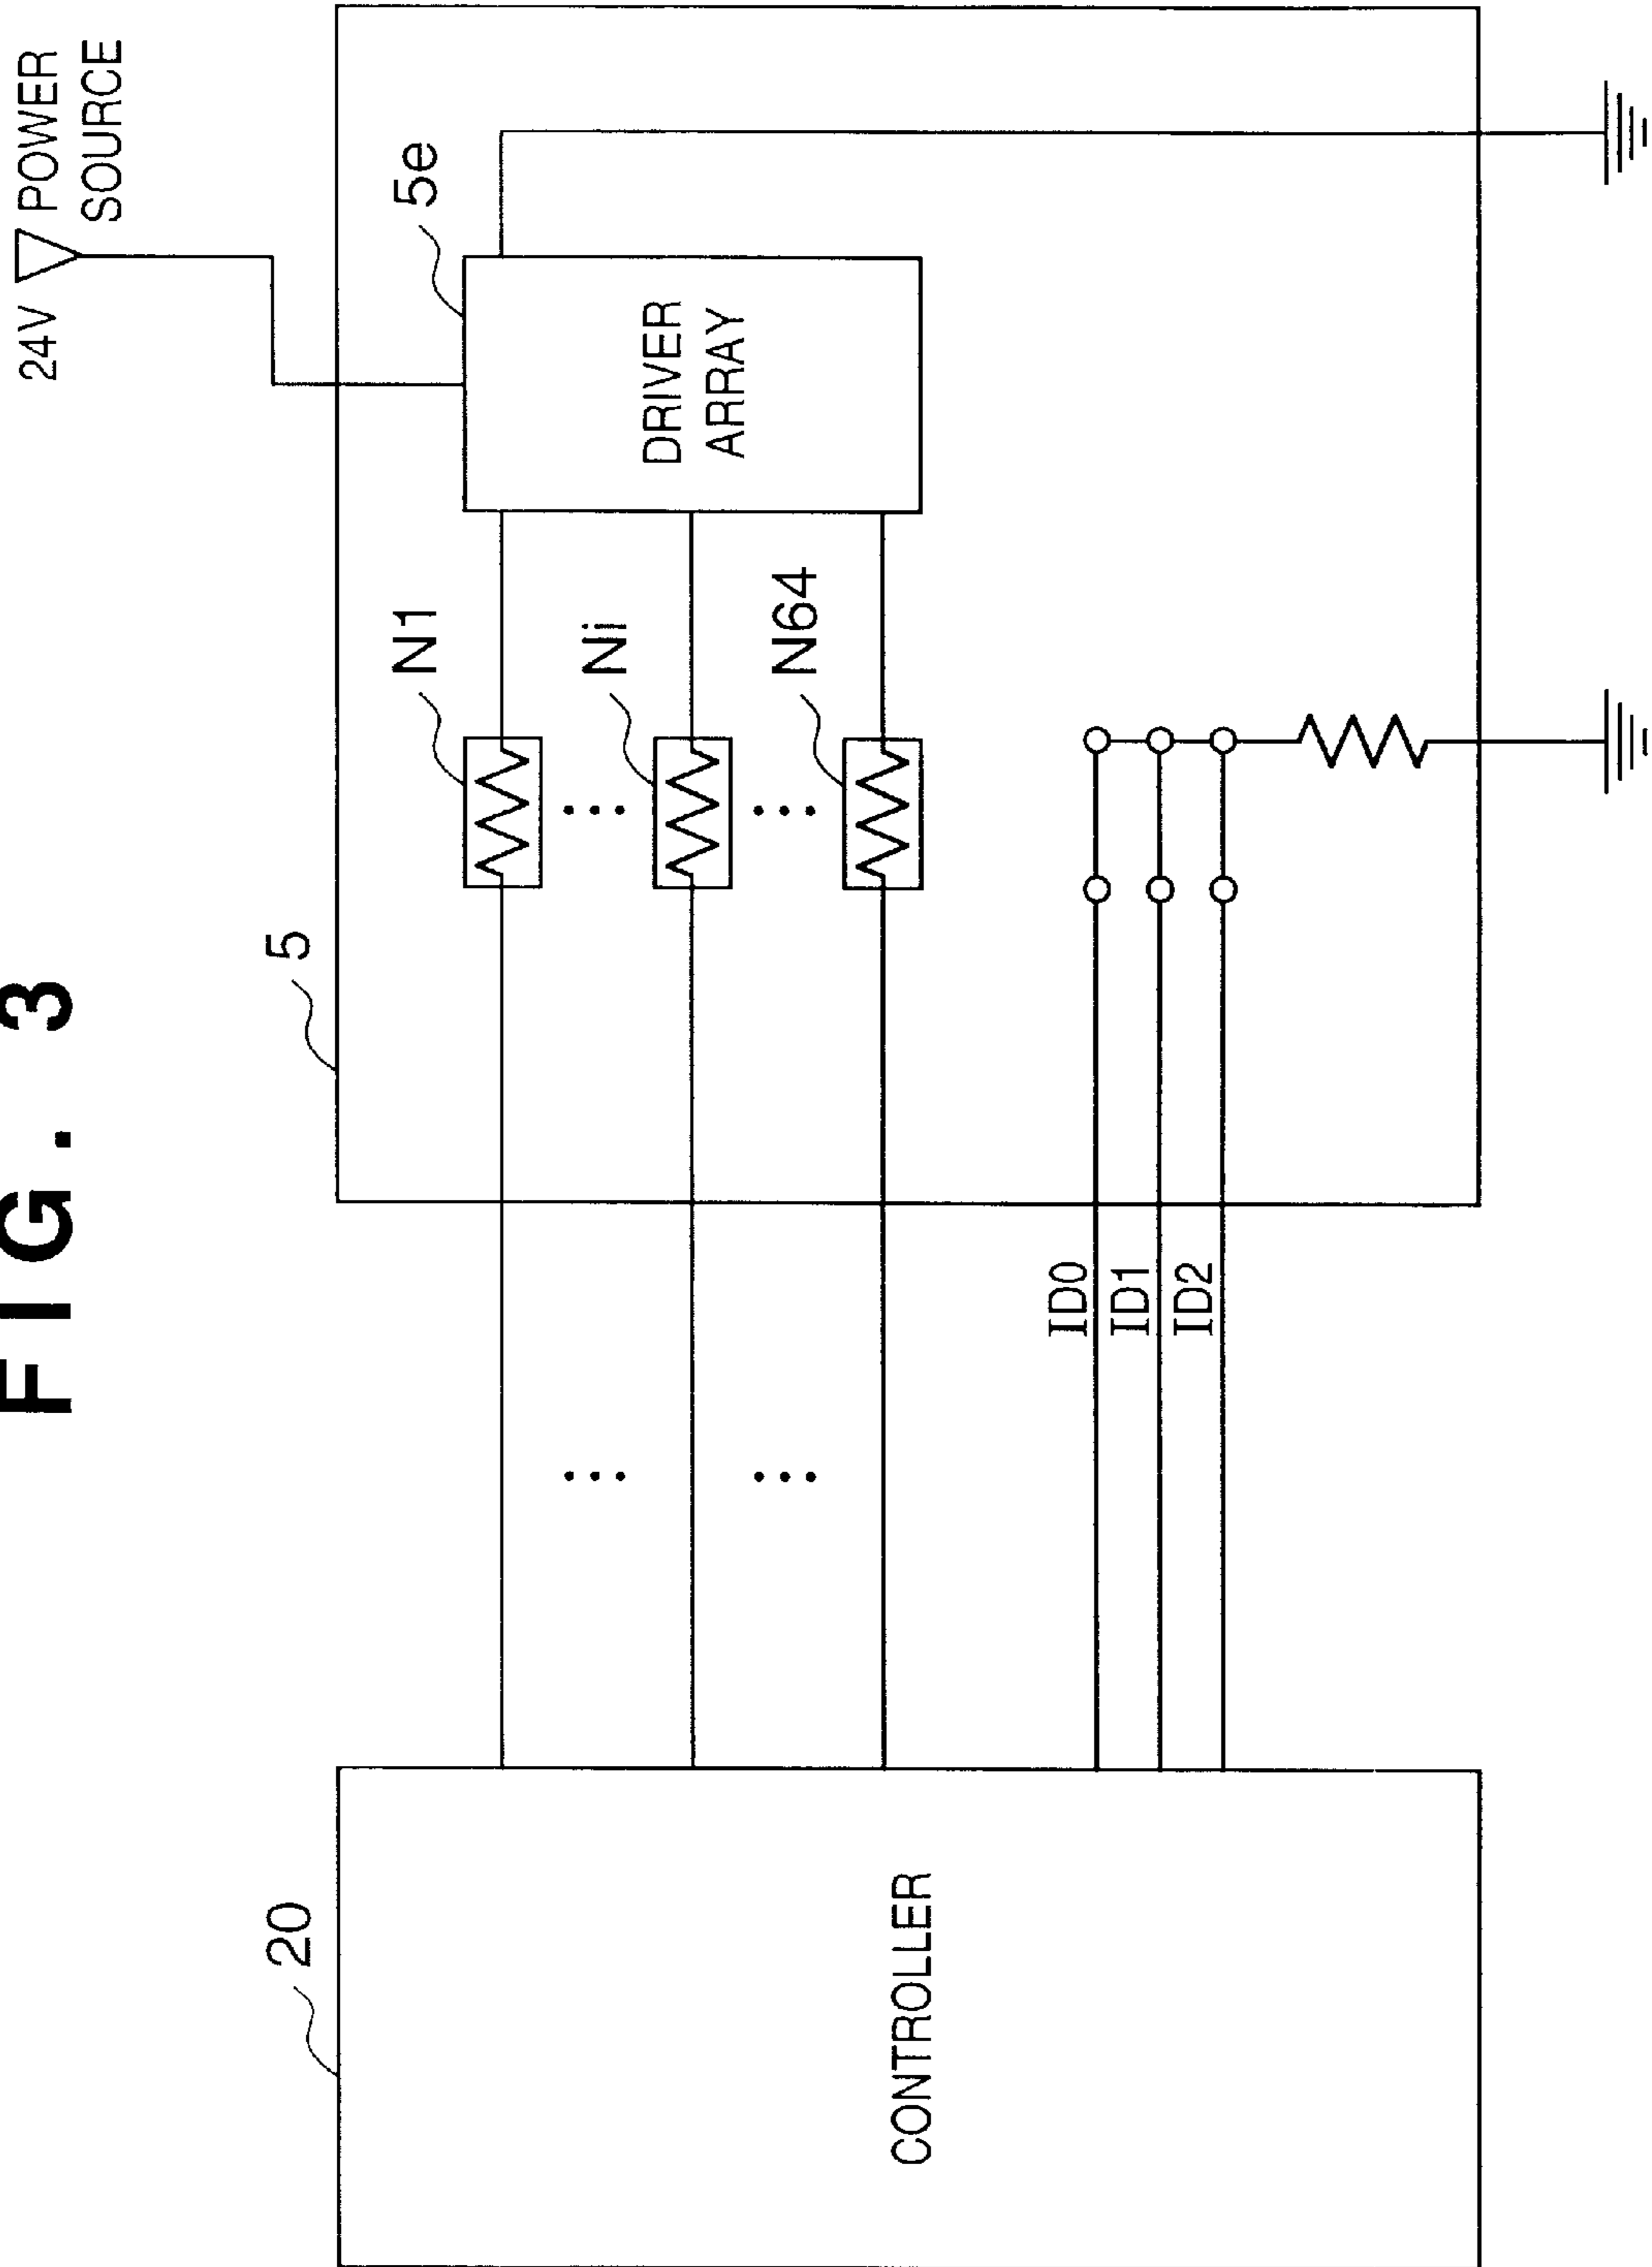 FIG. 3
24V
POWER
SOURCE
20
5
5e
N1
Ni
N64
DRIVER
ARRAY
CONTROLLER
ID0
ID1
ID2